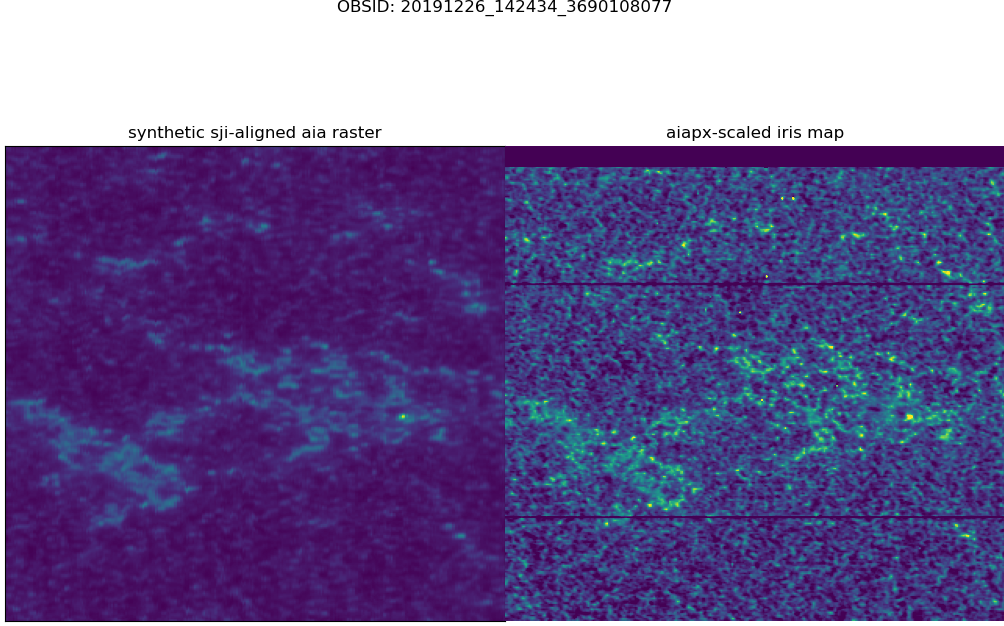 OBSID: 20191226_142434_3690108077
synthetic sji-aligned aia raster
aiapx-scaled iris map